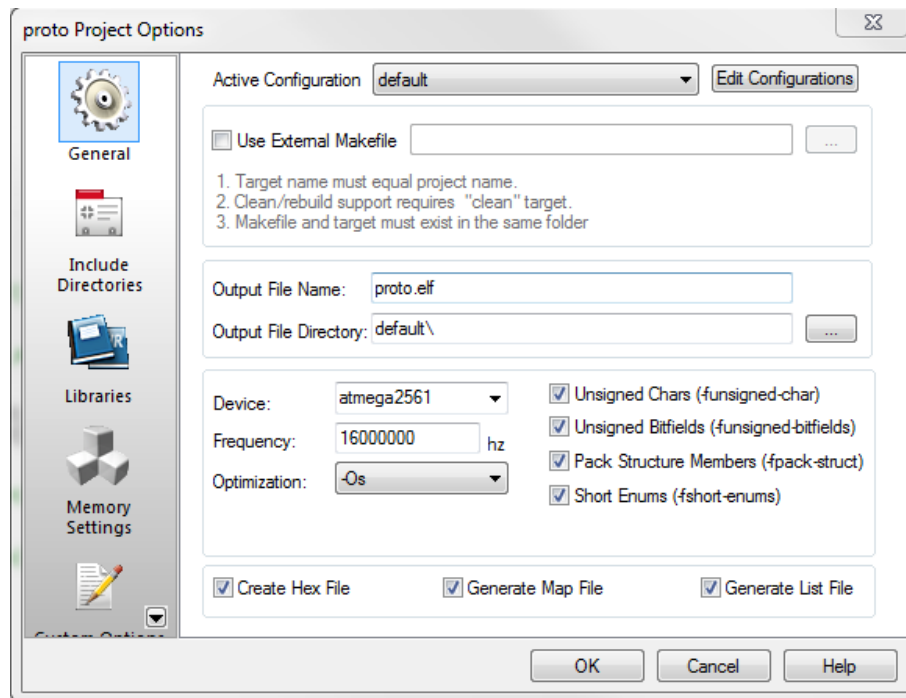 proto Project Options
General
Include
Directories
Libraries
Memory
Settings
Custom Options
Active Configuration default Edit Configurations
Use External Makefile ...
1. Target name must equal project name.
2. Clean/rebuild support requires "clean" target.
3. Makefile and target must exist in the same folder
Output File Name: proto.elf
Output File Directory: default\ ...
Device: atmega2561
Frequency: 16000000 hz
Optimization: -Os
Unsigned Chars (-funsigned-char)
Unsigned Bitfields (-funsigned-bitfields)
Pack Structure Members (-fpack-struct)
Short Enums (-fshort-enums)
Create Hex File Generate Map File Generate List File
OK Cancel Help